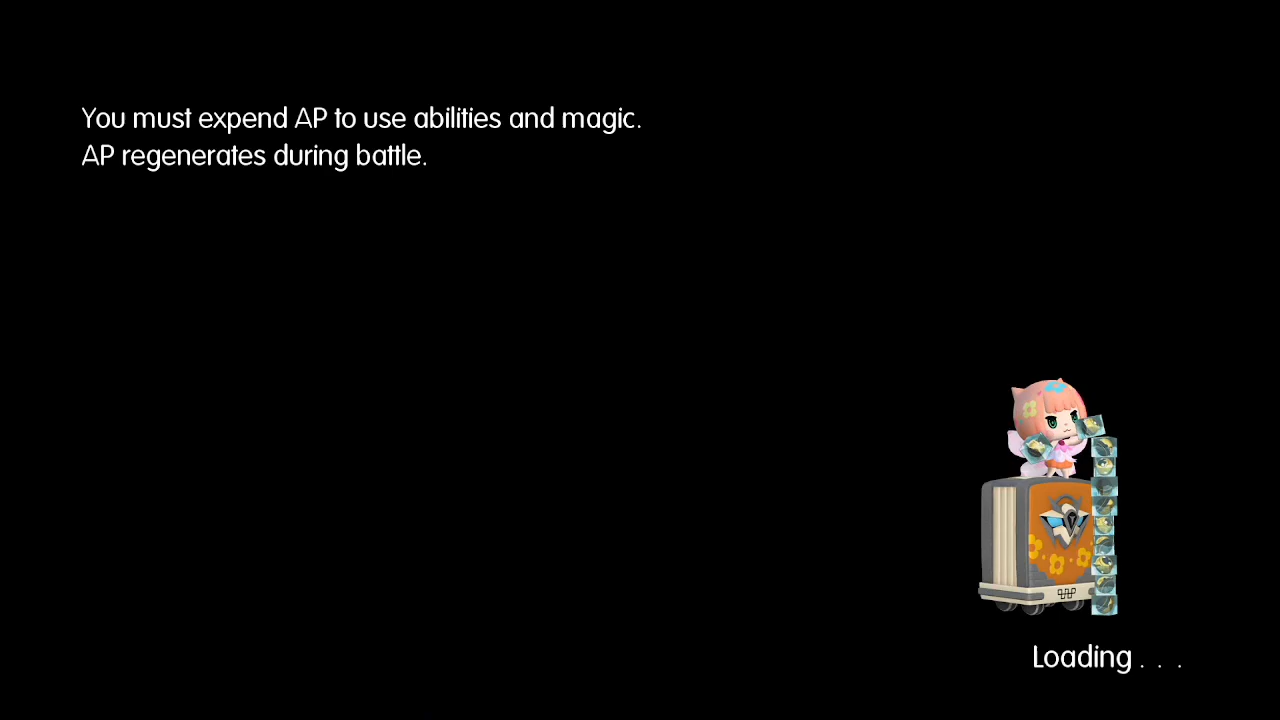 You must expend AP to use abilities and magic.
AP regenerates during battle.
Loading . . .